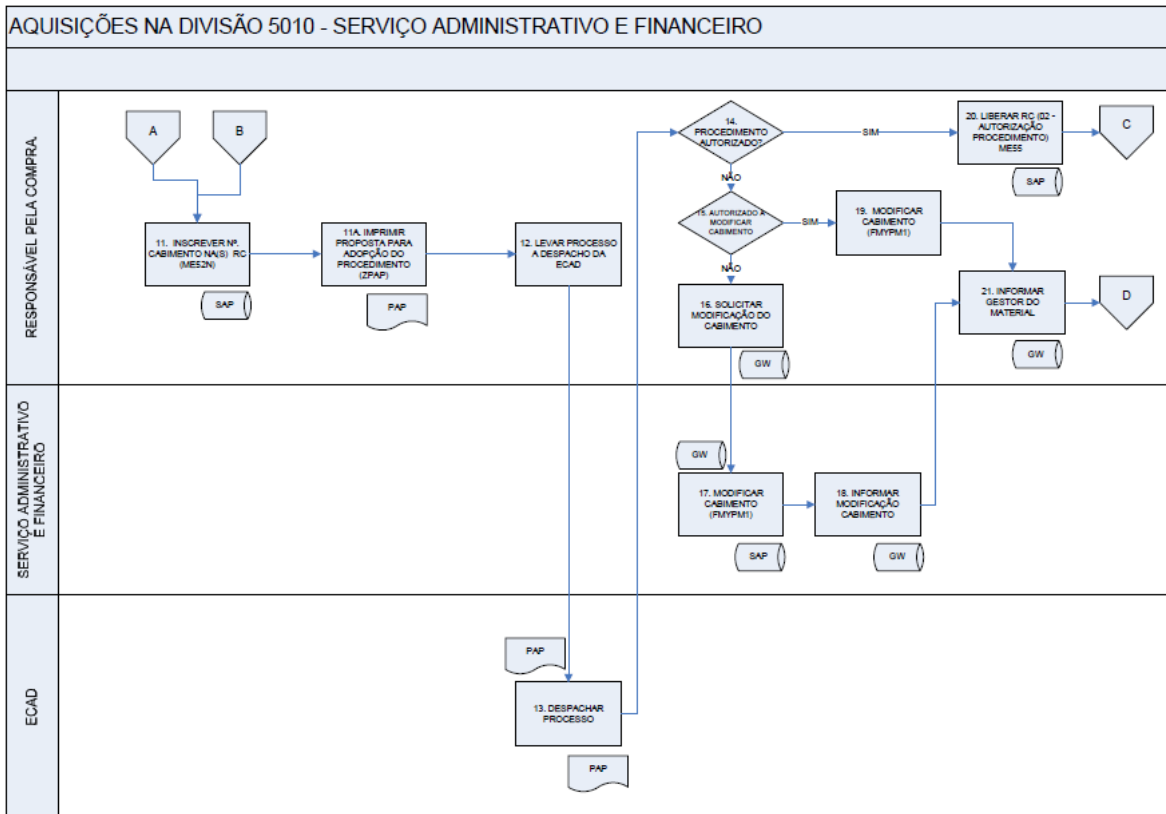 AQUISIÇÕES NA DIVISÃO 5010 - SERVIÇO ADMINISTRATIVO E FINANCEIRO
RESPONSÁVEL PELA COMPRA
A
B
11. INSCREVER Nº.
CABIMENTO NA(S) RC
(ME52N)
SAP
11A. IMPRIMIR
PROPOSTA PARA
ADOPÇÃO DO
PROCEDIMENTO
(ZPAP)
PAP
12. LEVAR PROCESSO
A DESPACHO DA
ECAD
14.
PROCEDIMENTO
AUTORIZADO?
SIM
NÃO
20. LIBERAR RC (02 -
AUTORIZAÇÃO
PROCEDIMENTO)
ME55
SAP
C
15. AUTORIZADO A
MODIFICAR
CABIMENTO
SIM
NÃO
19. MODIFICAR
CABIMENTO
(FMYPM1)
16. SOLICITAR
MODIFICAÇÃO DO
CABIMENTO
GW
21. INFORMAR
GESTOR DO
MATERIAL
GW
D
SERVIÇO ADMINISTRATIVO
E FINANCEIRO
GW
17. MODIFICAR
CABIMENTO
(FMYPM1)
SAP
18. INFORMAR
MODIFICAÇÃO
CABIMENTO
GW
ECAD
PAP
13. DESPACHAR
PROCESSO
PAP